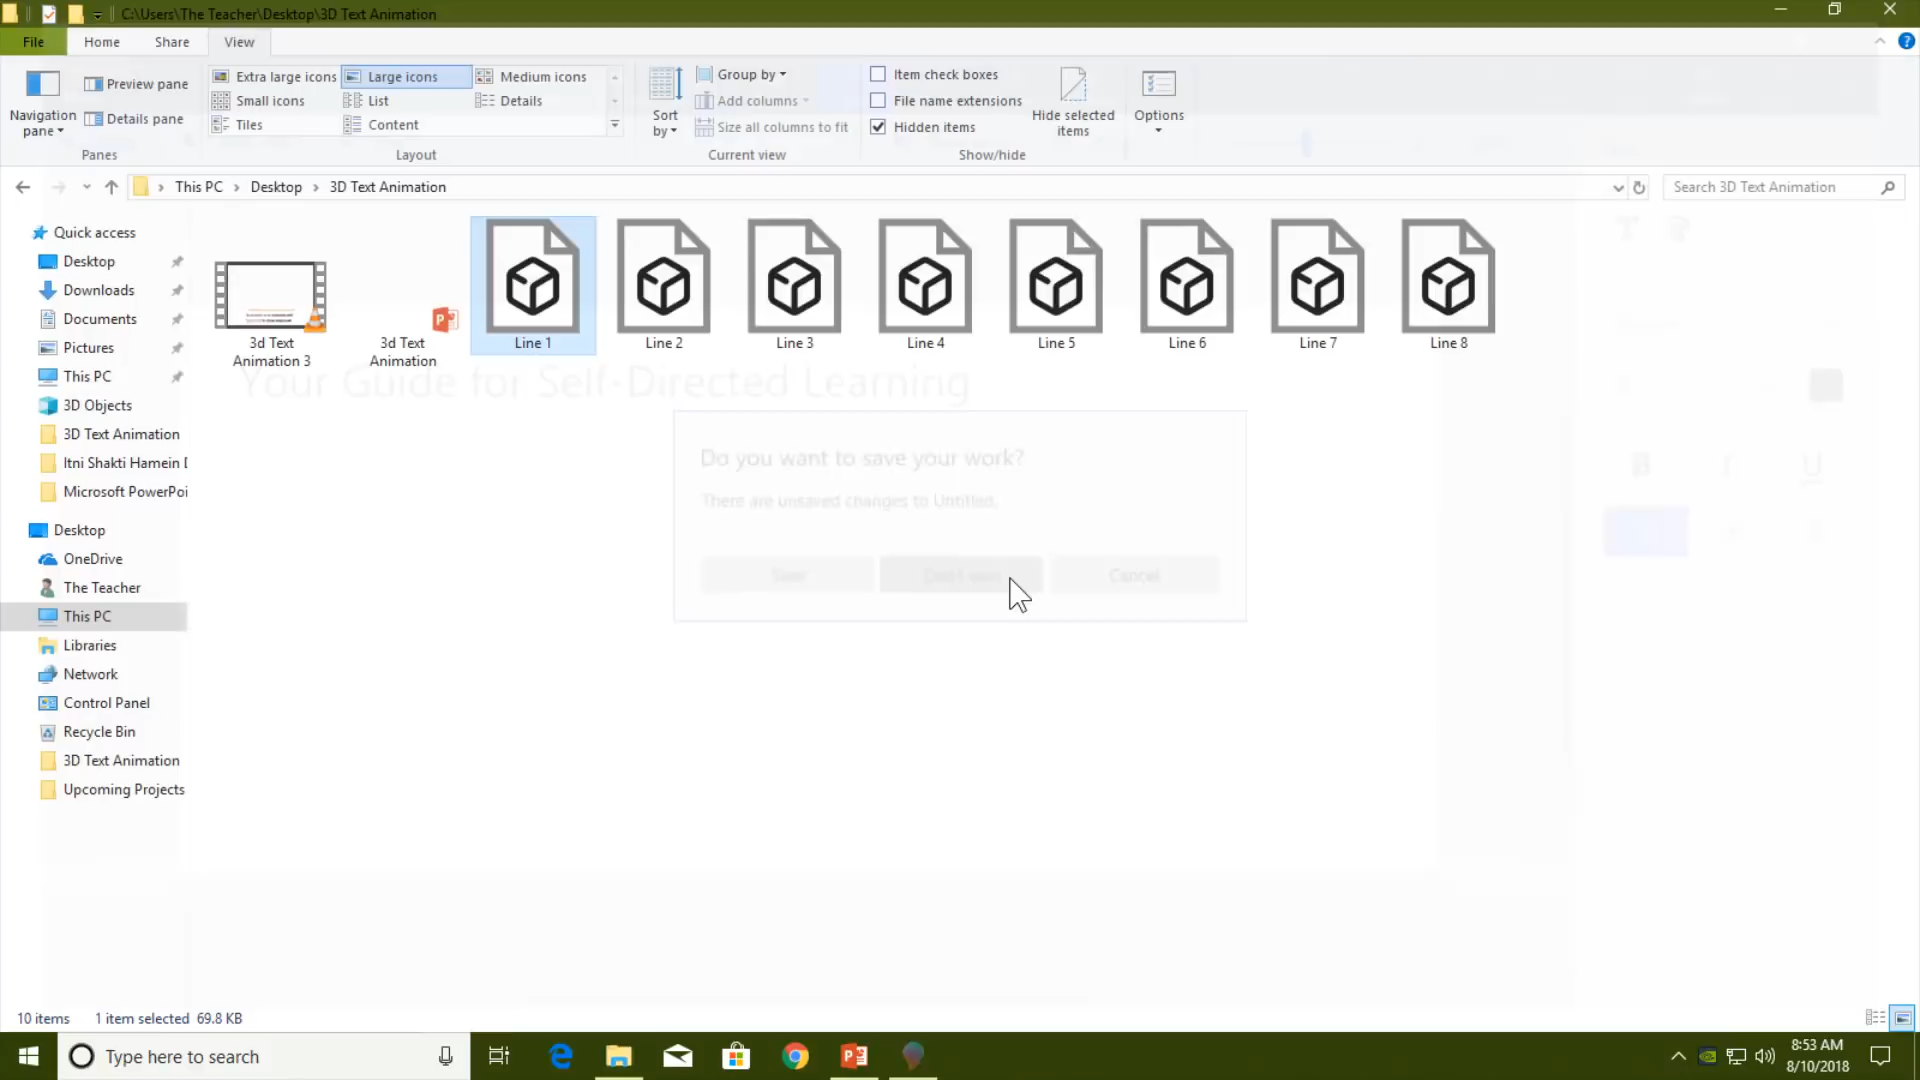 C:\Users\The Teacher\Desktop\3D Text Animation
File Home Share View
Navigation pane
Preview pane
Details pane
Panes
Extra large icons Large icons Medium icons
Small icons List Details
Tiles Content
Layout
Sort by
Group by
Add columns
Size all columns to fit
Current view
Item check boxes
File name extensions
Hidden items
Hide selected items
Show/hide
Options
This PC Desktop 3D Text Animation
Search 3D Text Animation
Quick access
Desktop
Downloads
Documents
Pictures
This PC
3D Objects
3D Text Animation
Itni Shakti Hamein D
Microsoft PowerPoi
Desktop
OneDrive
The Teacher
This PC
Libraries
Network
Control Panel
Recycle Bin
3D Text Animation
Upcoming Projects
3d Text Animation 3
3d Text Animation
Line 1 Line 2 Line 3 Line 4 Line 5 Line 6 Line 7 Line 8
Your Guide for Self-Directed Learning
Do you want to save your work?
There are unsaved changes to Untitled.
Save Don't save Cancel
B I U
10 items 1 item selected 69.8 KB
Type here to search
8:53 AM
8/10/2018